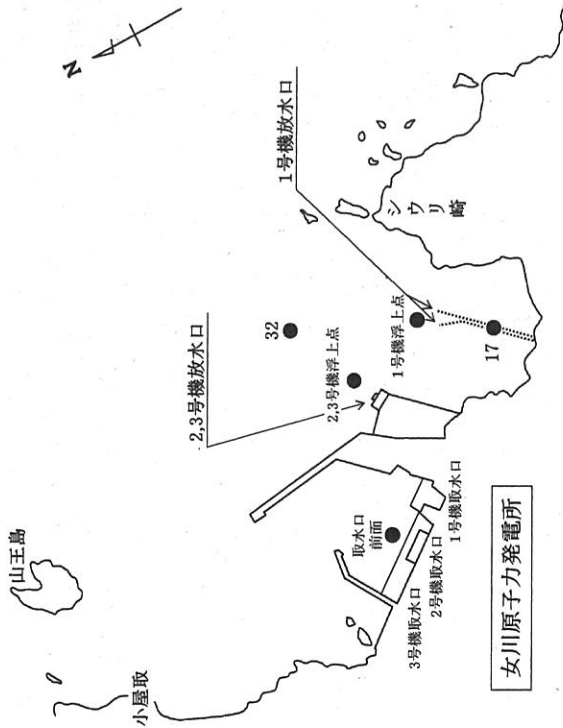 N
山王島
小屋取
2,3号機放水口
1号機放水口
32
2,3号機浮上点
1号機浮上点
17
シウリ崎
取水口
前面
3号機取水口
2号機取水口
1号機取水口
女川原子力発電所